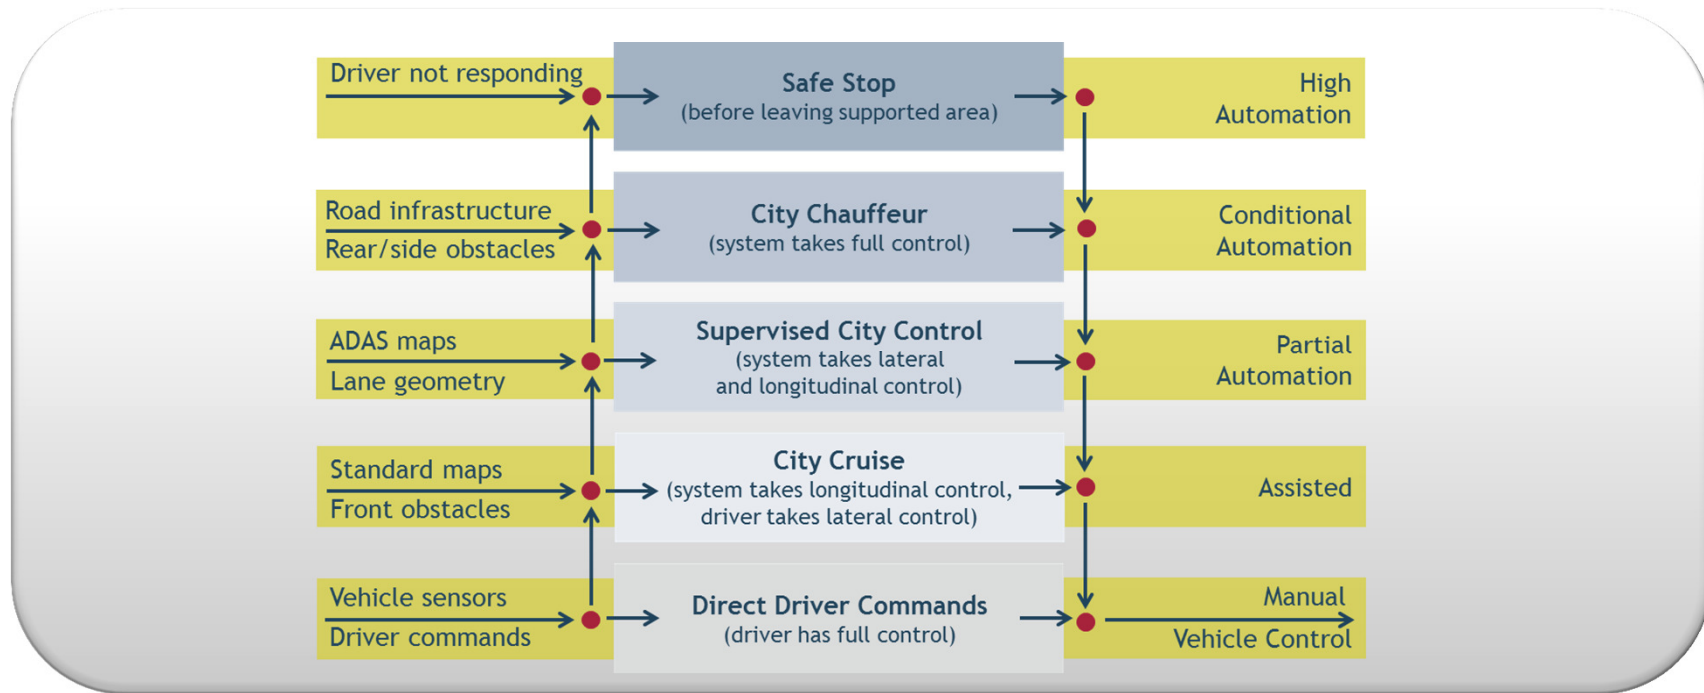 Driver not responding
Safe Stop
(before leaving supported area)
High
Automation
Road infrastructure
Rear/side obstacles
City Chauffeur
(system takes full control)
Conditional
Automation
ADAS maps
Lane geometry
Supervised City Control
(system takes lateral
and longitudinal control)
Partial
Automation
Standard maps
Front obstacles
City Cruise
(system takes longitudinal control,
driver takes lateral control)
Assisted
Vehicle sensors
Driver commands
Direct Driver Commands
(driver has full control)
Manual
Vehicle Control